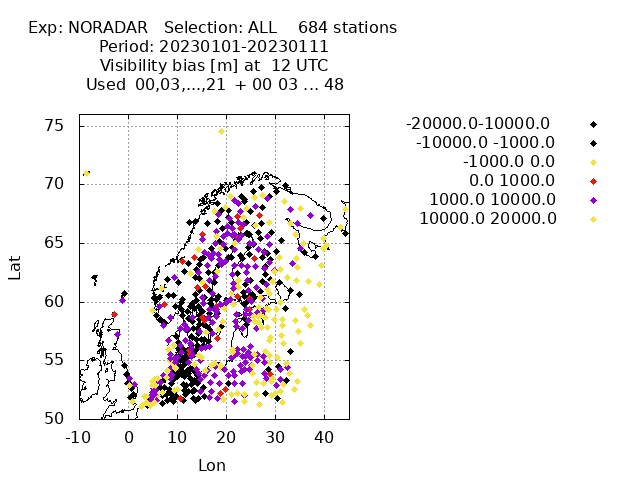 Exp: NORADAR   Selection: ALL    684 stations
Period: 20230101-20230111
Visibility bias [m] at  12 UTC
Used  00,03,...,21  + 00 03 ... 48
-20000.0-10000.0
-10000.0 -1000.0
-1000.0 0.0
0.0 1000.0
1000.0 10000.0
10000.0 20000.0
75
70
65
60
55
50
Lat
-10 0 10 20 30 40
Lon